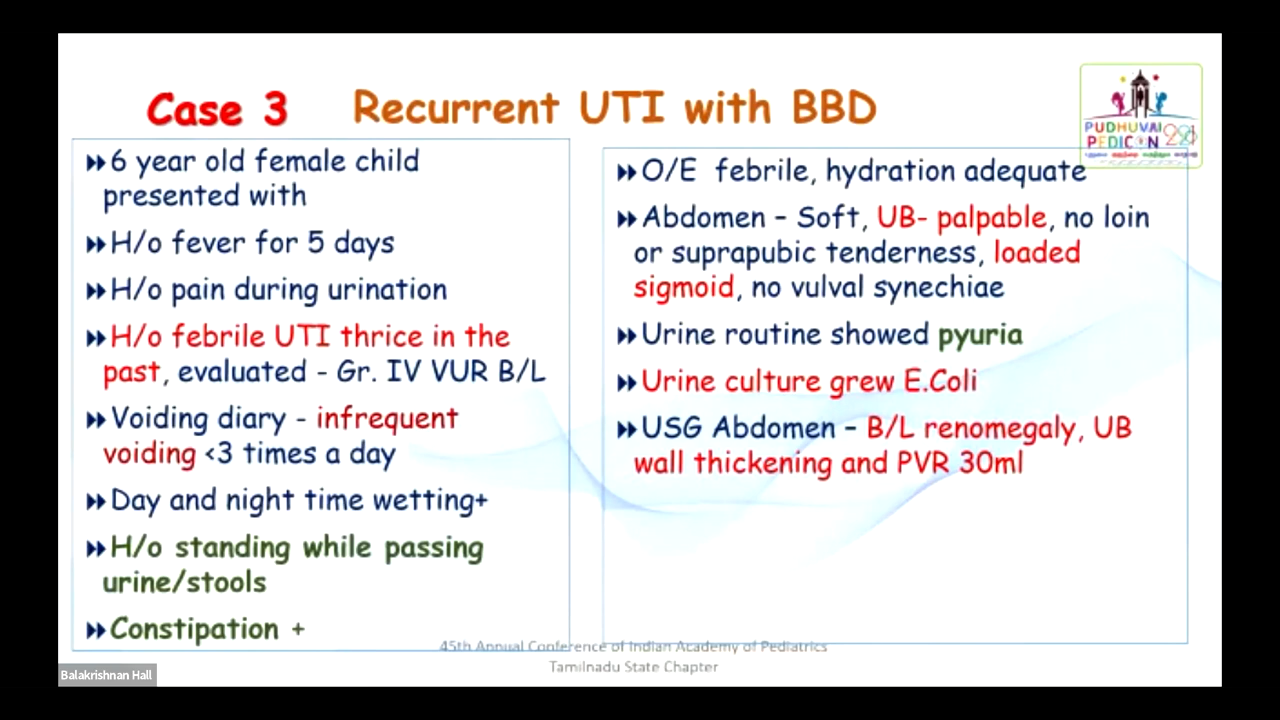 Case 3 Recurrent UTI with BBD
6 year old female child
presented with
H/o fever for 5 days
H/o pain during urination
H/o febrile UTI thrice in the
past, evaluated - Gr. IV VUR B/L
Voiding diary - infrequent
voiding <3 times a day
Day and night time wetting+
H/o standing while passing
urine/stools
Constipation +
O/E febrile, hydration adequate
Abdomen – Soft, UB- palpable, no loin
or suprapubic tenderness, loaded
sigmoid, no vulval synechiae
Urine routine showed pyuria
Urine culture grew E.Coli
USG Abdomen – B/L renomegaly, UB
wall thickening and PVR 30ml
PUDHUVAI
PEDICON
45th Annual Conference of Indian Academy of Pediatrics
Tamilnadu State Chapter
Balakrishnan Hall